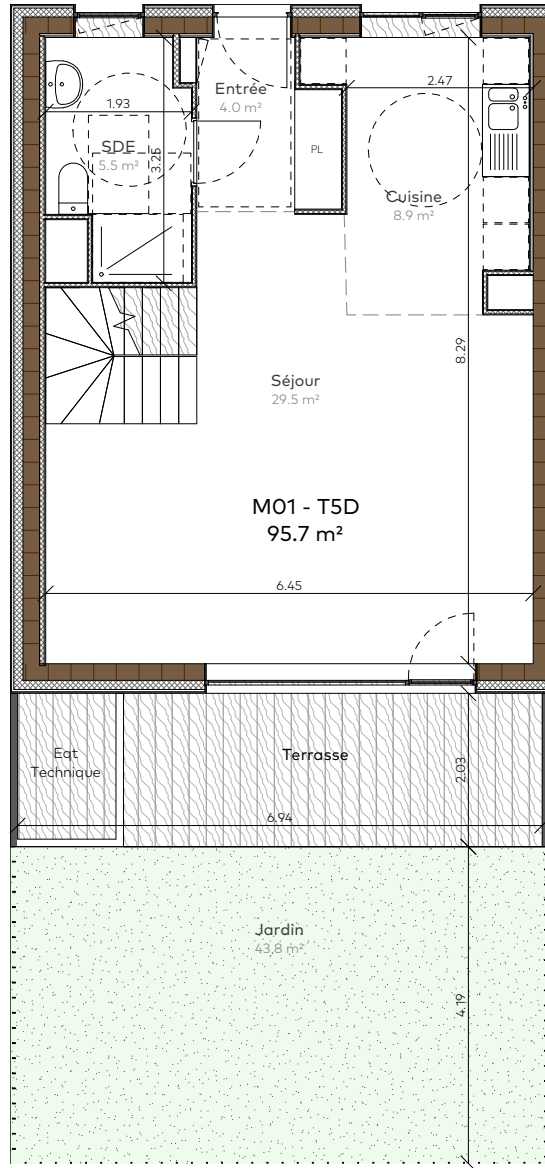 2.47
Entrée
4.0 m²
1.93
SDE
5.5 m²
3.25
PL
Cuisine
8.9 m²
8.29
Séjour
29.5 m²
M01 - T5D
95.7 m²
6.45
Eqt
Technique
Terrasse
2.03
6.94
Jardin
43.8 m²
4.19